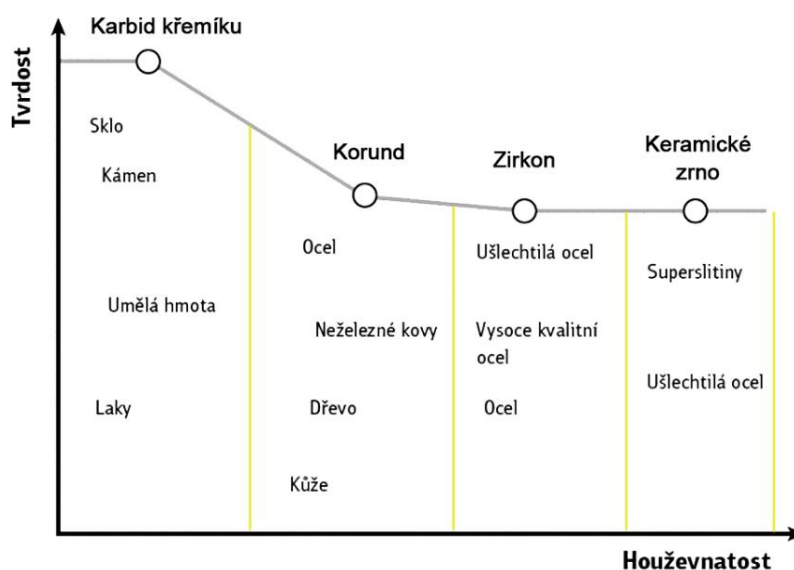 Karbid křemíku
Tvrdost
Sklo
Kámen
Umělá hmota
Laky
Korund
Ocel
Neželezné kovy
Dřevo
Kůže
Zirkon
Ušlechtilá ocel
Vysoce kvalitní
ocel
Ocel
Keramické
zrno
Superslitiny
Ušlechtilá ocel
Houževnatost